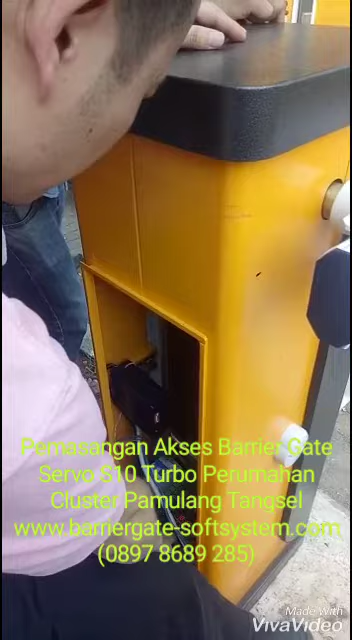 Pemasangan Akses Barrier Gate
Servo S10 Turbo Perumahan
Cluster Pamulang Tangsel
www.barriergate-softsystem.com
(0897 8689 285)
Made With
VivaVideo